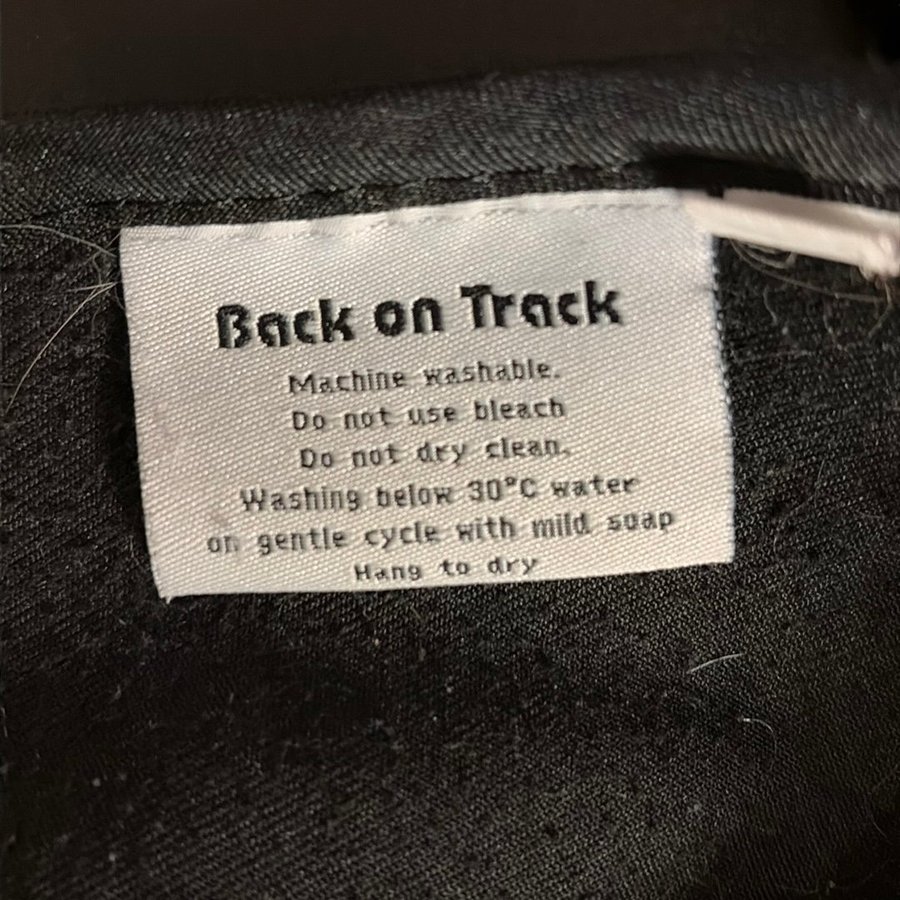 Back on Track
Machine washable.
Do not use bleach
Do not dry clean.
Washing below 30°C water
on gentle cycle with mild soap
Hang to dry